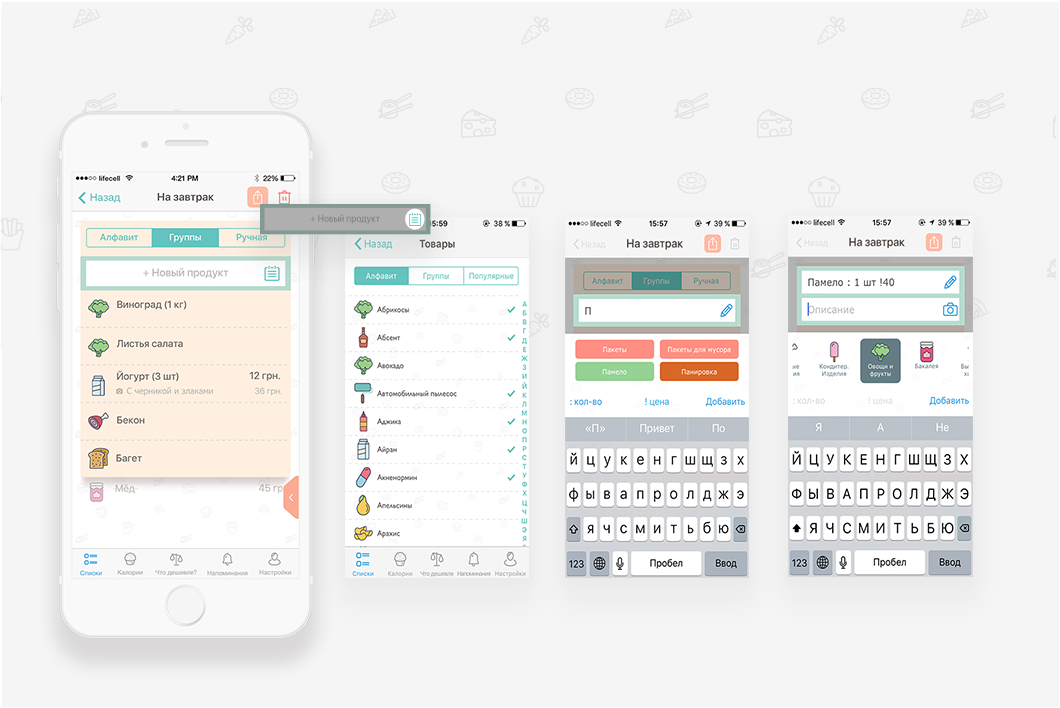 lifecell 4:21 PM 22%
Назад На завтрак
Алфавит Группы Ручная
+ Новый продукт
Виноград (1 кг)
Листья салата
Йогурт (3 шт) 12 грн.
С черникой и злаками 36 грн.
Бекон
Багет
Мёд 45 гр
Списки Калории Что дешевле? Напоминания Настройки
+ Новый продукт
5:59 38 %
Назад Товары
Алфавит Группы Популярные
Абрикосы
Абсент
Авокадо
Автомобильный пылесос
Аджика
Айран
Акненормин
Апельсины
Арахис
А
Б
В
Г
Д
Е
Ж
З
И
К
Л
М
Н
О
П
Р
С
Т
У
Ф
Х
Ц
Ч
Ш
Э
Я
Списки Калории Что дешевле Напоминания Настройки
lifecell 15:57 39 %
Назад На завтрак
Алфавит Группы Ручная
П
Пакеты Пакеты для мусора
Памело Панировка
: кол-во ! цена Добавить
«П» Привет По
й ц у к е н г ш щ з х
ф ы в а п р о л д ж э
я ч с м и т ь б ю
123 Пробел Ввод
lifecell 15:57 39 %
Назад На завтрак
Памело : 1 шт !40
Описание
Кондитер. Изделия
Овощи и фрукты
Бакалея
: кол-во ! цена Добавить
Я А Не
Й Ц У К Е Н Г Ш Щ З Х
Ф Ы В А П Р О Л Д Ж Э
Я Ч С М И Т Ь Б Ю
123 Пробел Ввод